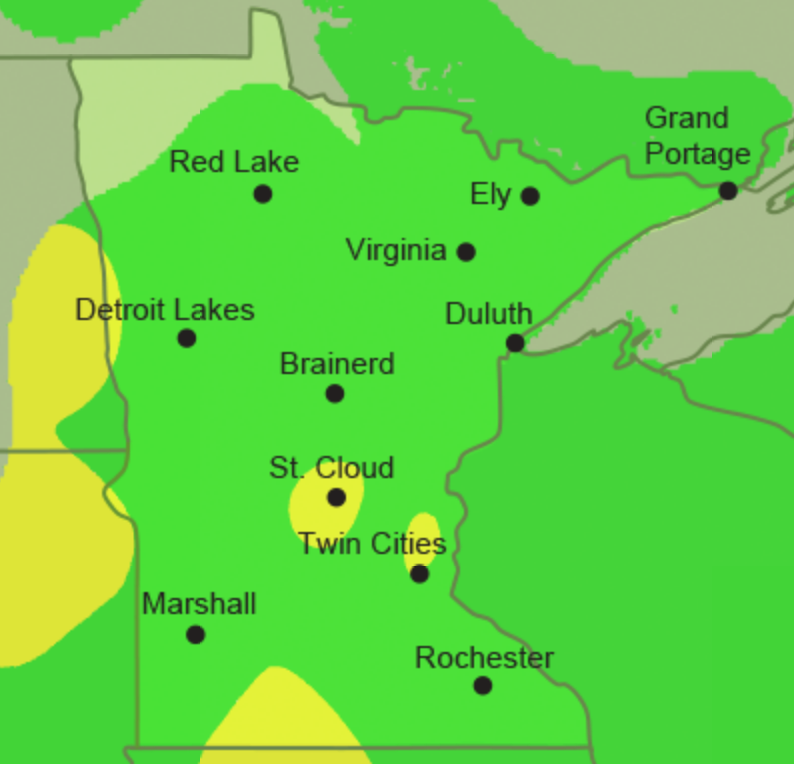 Grand
Portage
Red Lake
Ely
Virginia
Detroit Lakes
Duluth
Brainerd
St. Cloud
Twin Cities
Marshall
Rochester